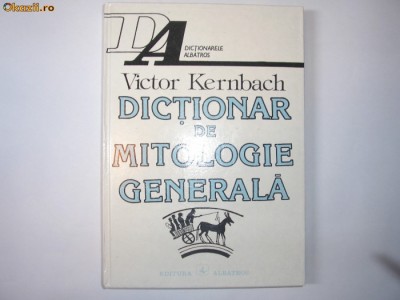 Okazii.ro
DA
DICȚIONARELE
ALBATROS
Victor Kernbach
DICȚIONAR
DE
MITOLOGIE
GENERALĂ
EDITURA ALBATROS